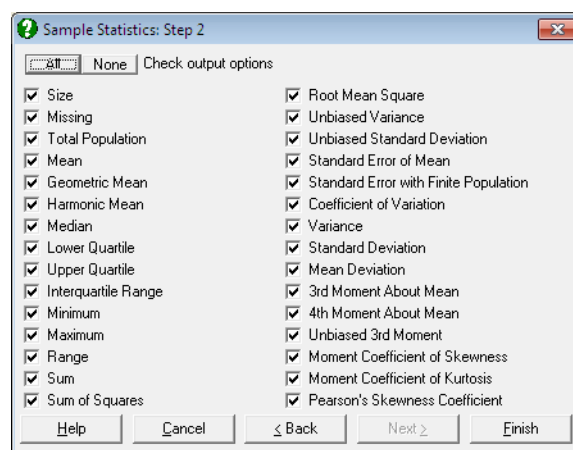 Sample Statistics: Step 2
All None Check output options
Size
Missing
Total Population
Mean
Geometric Mean
Harmonic Mean
Median
Lower Quartile
Upper Quartile
Interquartile Range
Minimum
Maximum
Range
Sum
Sum of Squares
Root Mean Square
Unbiased Variance
Unbiased Standard Deviation
Standard Error of Mean
Standard Error with Finite Population
Coefficient of Variation
Variance
Standard Deviation
Mean Deviation
3rd Moment About Mean
4th Moment About Mean
Unbiased 3rd Moment
Moment Coefficient of Skewness
Moment Coefficient of Kurtosis
Pearson's Skewness Coefficient
Help Cancel < Back Next > Finish